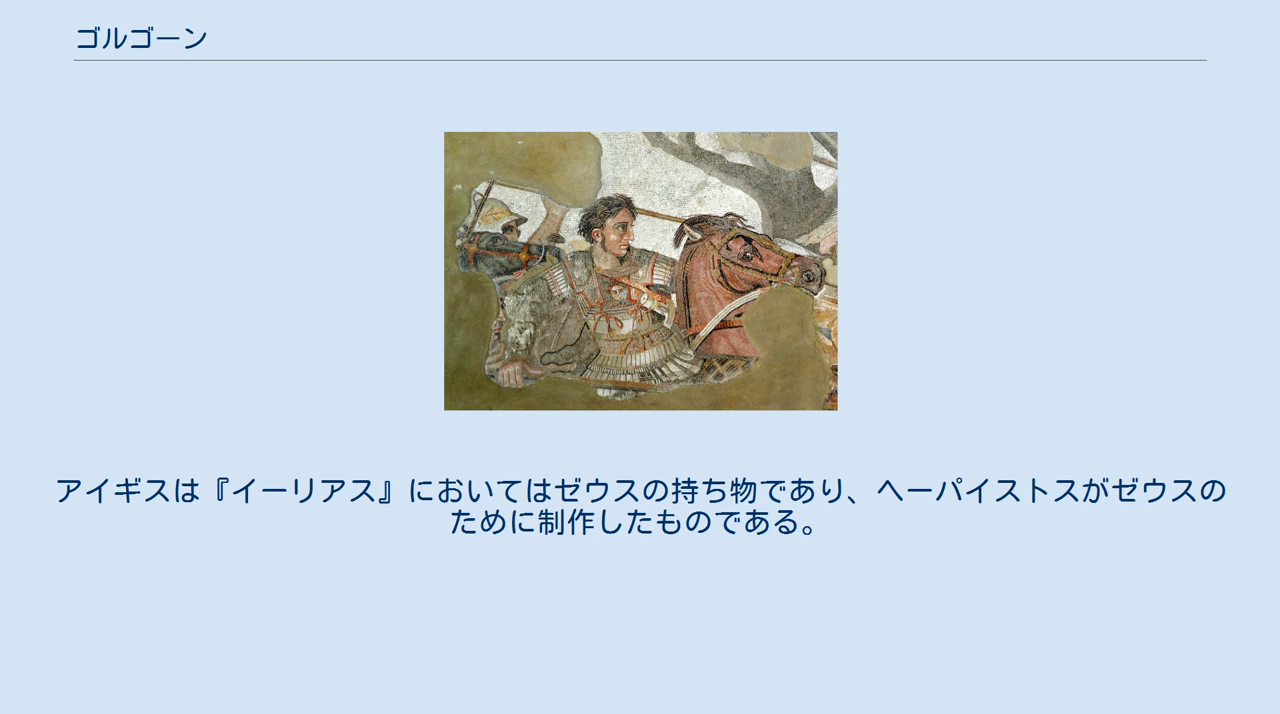 ゴルゴーン
アイギスは『イーリアス』においてはゼウスの持ち物であり、ヘーパイストスがゼウスの
ために制作したものである。